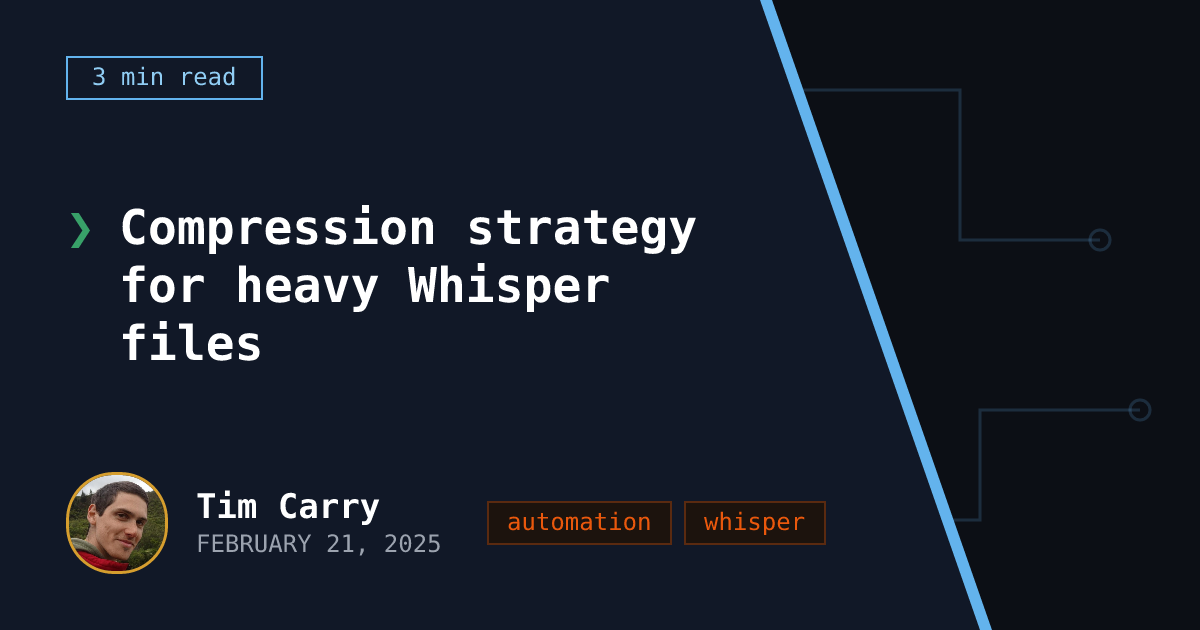 3 min read
❯ Compression strategy
for heavy Whisper
files
Tim Carry
FEBRUARY 21, 2025
automation
whisper